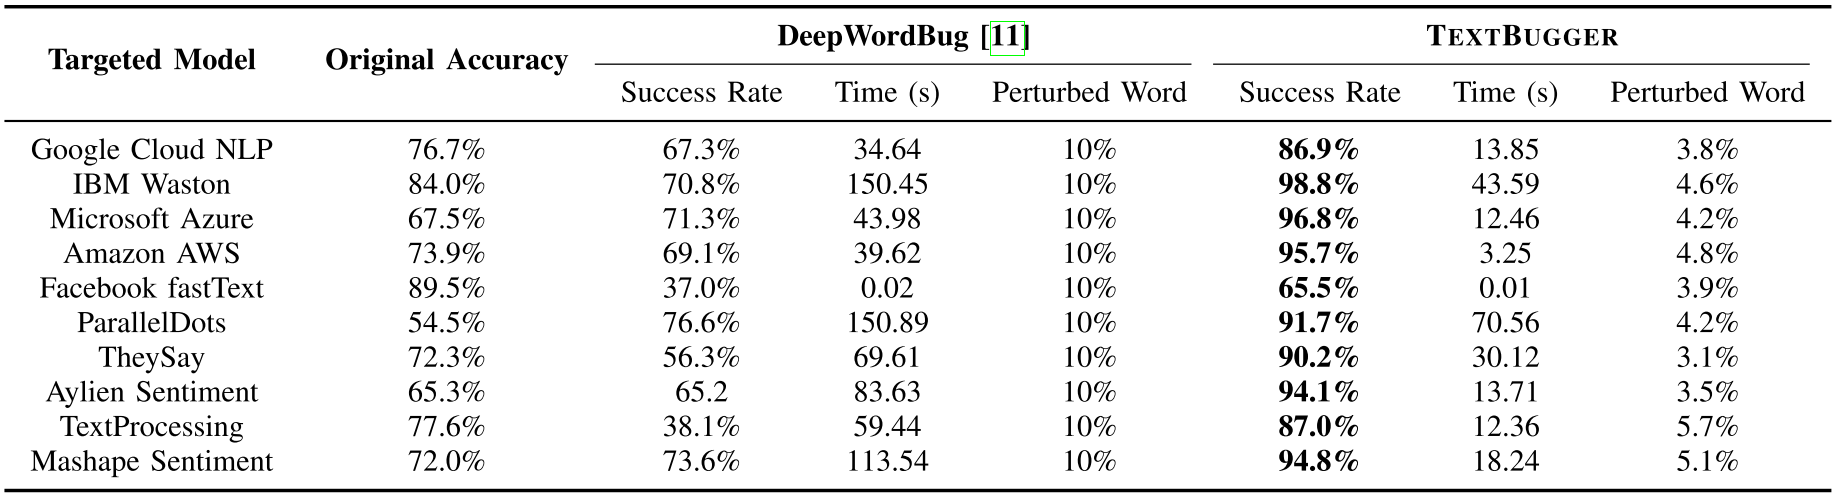 Targeted Model Original Accuracy DeepWordBug [11] TEXTBUGGER
Success Rate Time (s) Perturbed Word Success Rate Time (s) Perturbed Word
Google Cloud NLP 76.7% 67.3% 34.64 10% 86.9% 13.85 3.8%
IBM Waston 84.0% 70.8% 150.45 10% 98.8% 43.59 4.6%
Microsoft Azure 67.5% 71.3% 43.98 10% 96.8% 12.46 4.2%
Amazon AWS 73.9% 69.1% 39.62 10% 95.7% 3.25 4.8%
Facebook fastText 89.5% 37.0% 0.02 10% 65.5% 0.01 3.9%
ParallelDots 54.5% 76.6% 150.89 10% 91.7% 70.56 4.2%
TheySay 72.3% 56.3% 69.61 10% 90.2% 30.12 3.1%
Aylien Sentiment 65.3% 65.2 83.63 10% 94.1% 13.71 3.5%
TextProcessing 77.6% 38.1% 59.44 10% 87.0% 12.36 5.7%
Mashape Sentiment 72.0% 73.6% 113.54 10% 94.8% 18.24 5.1%